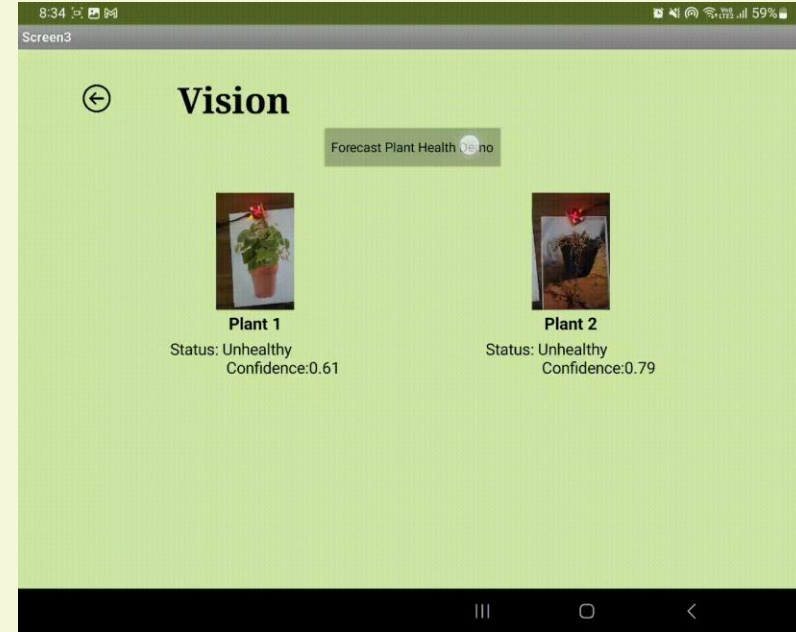 8:34
59%
Screen3
Vision
Forecast Plant Health Demo
Plant 1
Status: Unhealthy
Confidence:0.61
Plant 2
Status: Unhealthy
Confidence:0.79